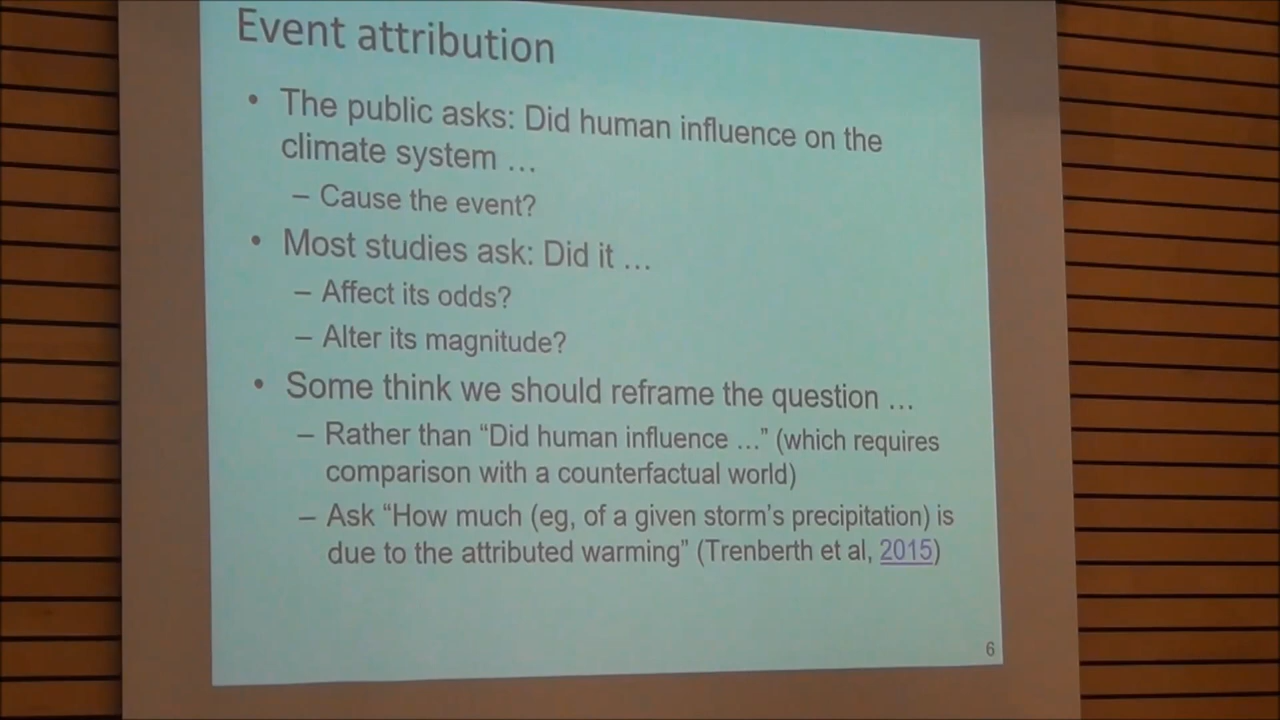 Event attribution
• The public asks: Did human influence on the
climate system …
– Cause the event?
• Most studies ask: Did it …
– Affect its odds?
– Alter its magnitude?
• Some think we should reframe the question …
– Rather than “Did human influence …” (which requires
comparison with a counterfactual world)
– Ask “How much (eg, of a given storm’s precipitation) is
due to the attributed warming” (Trenberth et al, 2015)
6